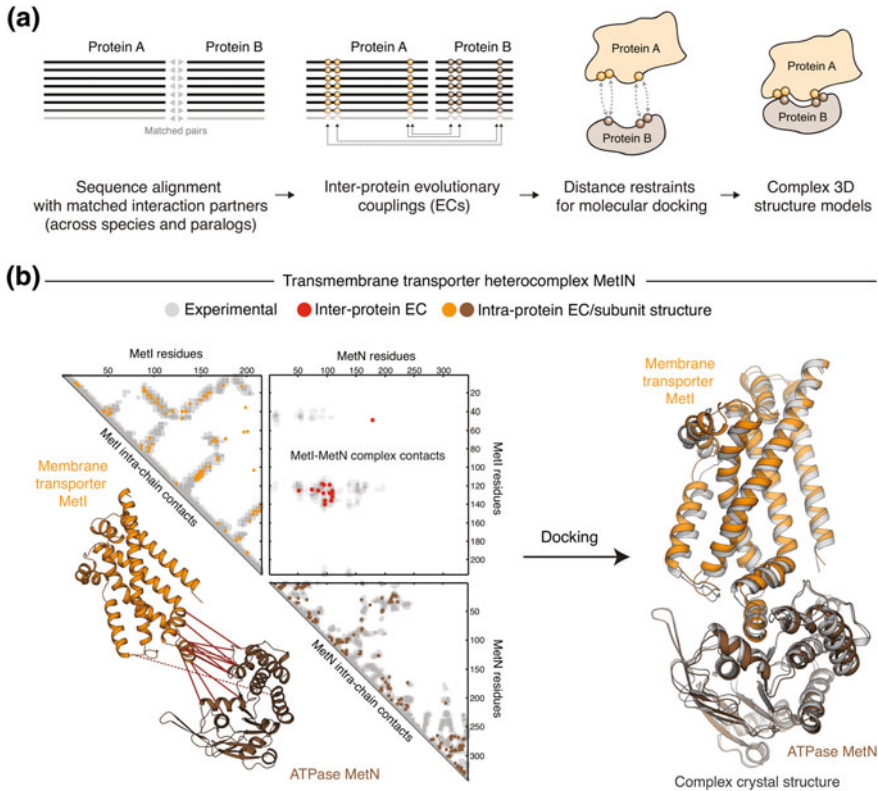 (a)
Protein A
Protein B
Matched pairs
Protein A
Protein B
Protein A
Protein B
Protein A
Protein B
Sequence alignment
with matched interaction partners
(across species and paralogs)
Inter-protein evolutionary
couplings (ECs)
Distance restraints
for molecular docking
Complex 3D
structure models
(b)
Transmembrane transporter heterocomplex MetIN
Experimental
Inter-protein EC
Intra-protein EC/subunit structure
MetI residues
50 100 150 200
MetN residues
50 100 150 200 250 300
20
40
60
80
100
120
140
160
180
200
MetI residues
MetI intra-chain contacts
MetI-MetN complex contacts
Membrane
transporter
MetI
50
100
150
200
250
300
MetN residues
MetN intra-chain contacts
ATPase MetN
Docking
Membrane
transporter
MetI
ATPase MetN
Complex crystal structure